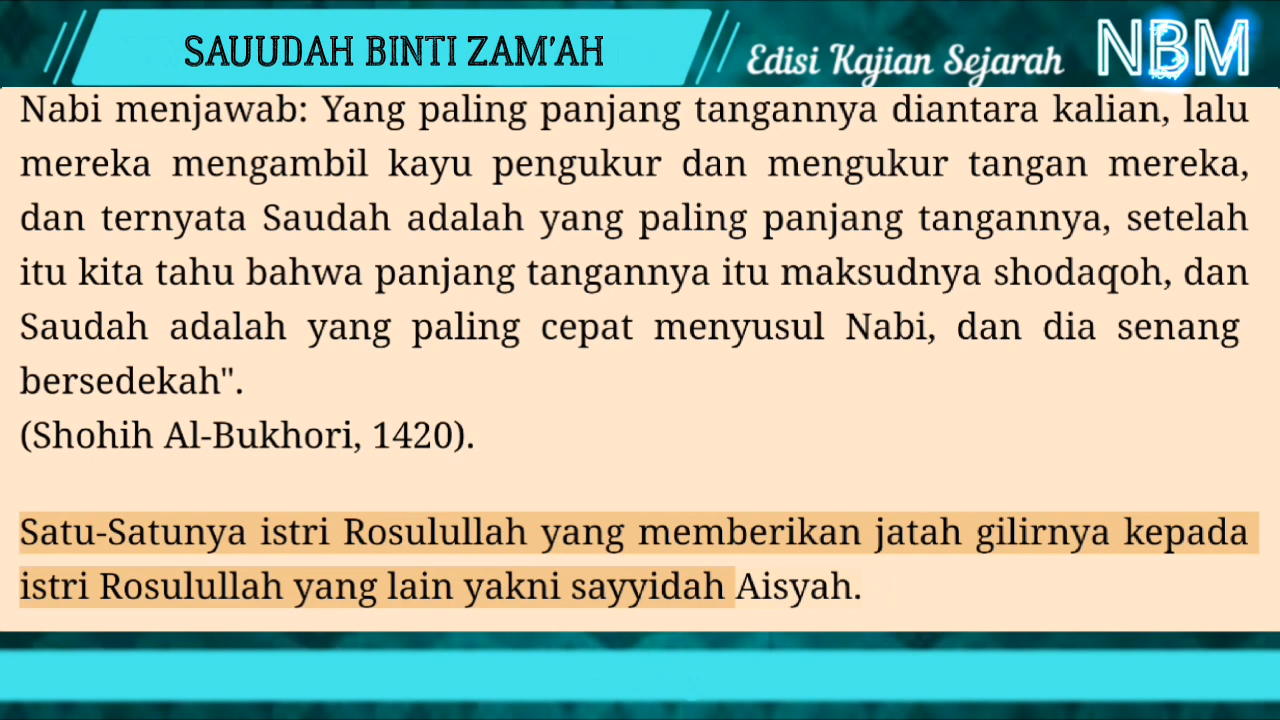 SAUUDAH BINTI ZAM'AH
Edisi Kajian Sejarah
NBM
Nabi menjawab: Yang paling panjang tangannya diantara kalian, lalu
mereka mengambil kayu pengukur dan mengukur tangan mereka,
dan ternyata Saudah adalah yang paling panjang tangannya, setelah
itu kita tahu bahwa panjang tangannya itu maksudnya shodaqoh, dan
Saudah adalah yang paling cepat menyusul Nabi, dan dia senang
bersedekah".
(Shohih Al-Bukhori, 1420).
Satu-Satunya istri Rosulullah yang memberikan jatah gilirnya kepada
istri Rosulullah yang lain yakni sayyidah Aisyah.